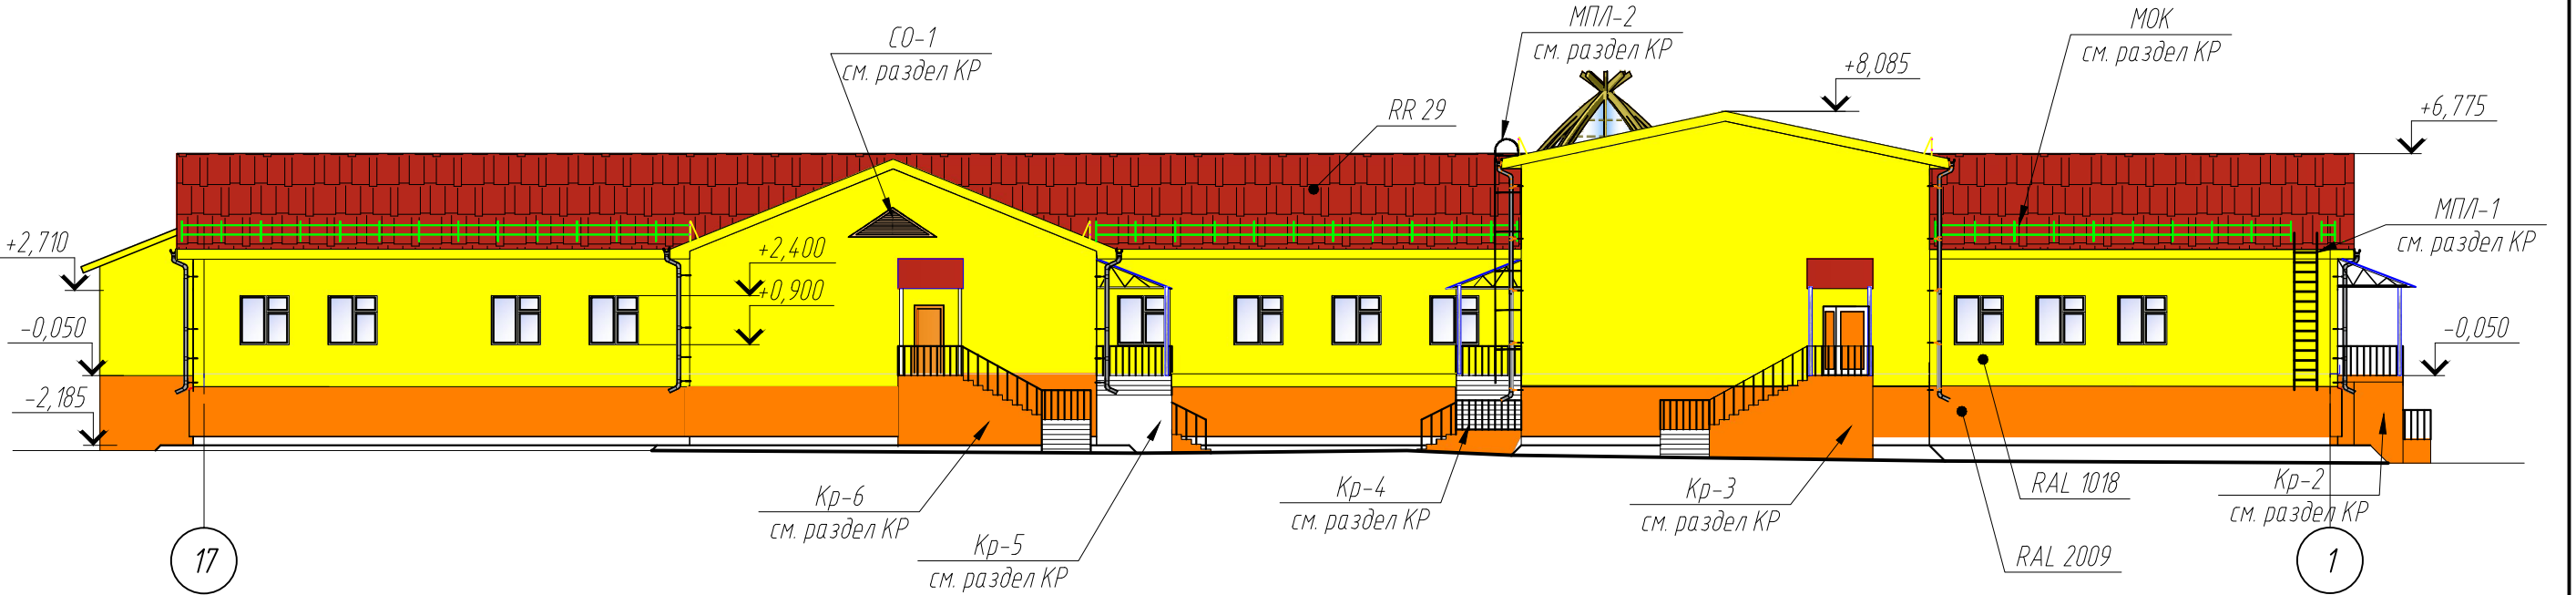 МПЛ-2
см. раздел КР
МОК
см. раздел КР
СО-1
см. раздел КР
+8,085
RR 29
+6,775
МПЛ-1
см. раздел КР
+2,710
+2,400
+0,900
-0,050
-0,050
-2,185
Кр-6
см. раздел КР
Кр-5
см. раздел КР
Кр-4
см. раздел КР
Кр-3
см. раздел КР
RAL 1018
Кр-2
см. раздел КР
RAL 2009
17
1